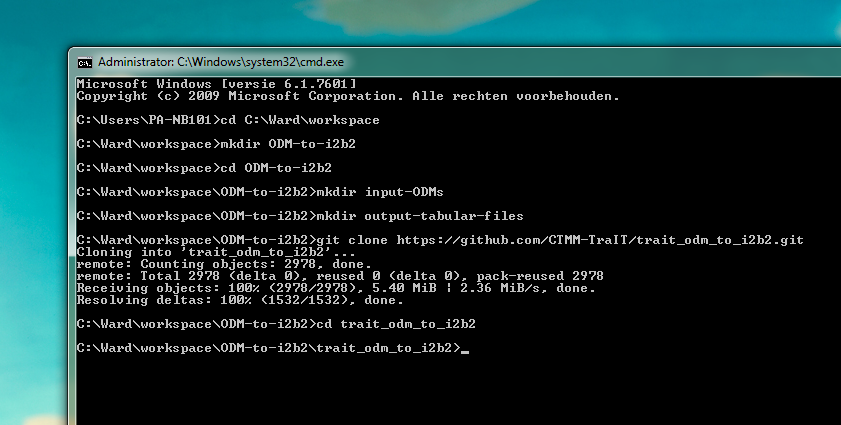 C:\ Administrator: C:\Windows\system32\cmd.exe
Microsoft Windows [versie 6.1.7601]
Copyright (c) 2009 Microsoft Corporation. Alle rechten voorbehouden.
C:\Users\PA-NB101>cd C:\Ward\workspace
C:\Ward\workspace>mkdir ODM-to-i2b2
C:\Ward\workspace>cd ODM-to-i2b2
C:\Ward\workspace\ODM-to-i2b2>mkdir input-ODMs
C:\Ward\workspace\ODM-to-i2b2>mkdir output-tabular-files
C:\Ward\workspace\ODM-to-i2b2>git clone https://github.com/CTMM-TraIT/trait_odm_to_i2b2.git
Cloning into 'trait_odm_to_i2b2'...
remote: Counting objects: 2978, done.
remote: Total 2978 (delta 0), reused 0 (delta 0), pack-reused 2978
Receiving objects: 100% (2978/2978), 5.40 MiB | 2.36 MiB/s, done.
Resolving deltas: 100% (1532/1532), done.
C:\Ward\workspace\ODM-to-i2b2>cd trait_odm_to_i2b2
C:\Ward\workspace\ODM-to-i2b2\trait_odm_to_i2b2>_